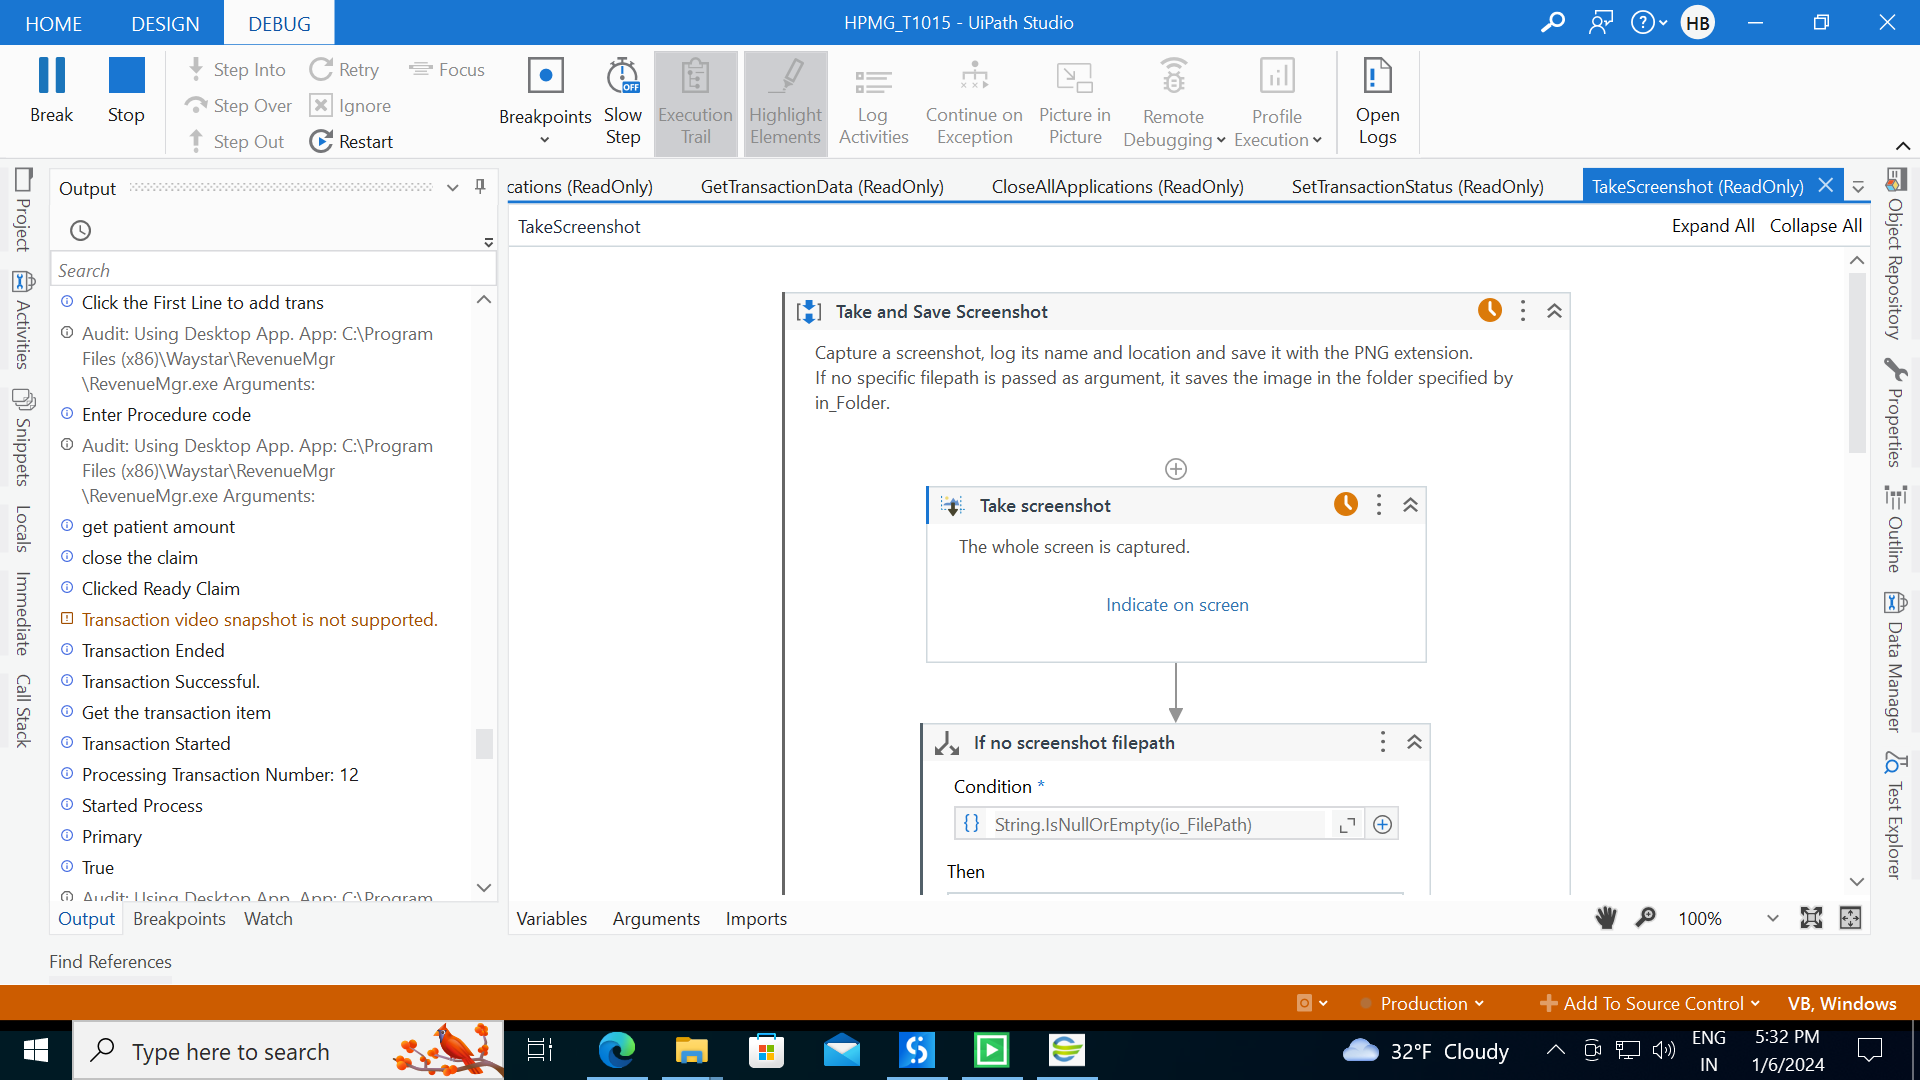 HOME DESIGN DEBUG
HPMG_T1015 - UiPath Studio
HB
Break
Stop
Step Into
Step Over
Step Out
Retry
Ignore
Restart
Focus
Breakpoints
Slow
Step
OFF
Execution
Trail
Highlight
Elements
Log
Activities
Continue on
Exception
Picture in
Picture
Remote
Debugging
Profile
Execution
Open
Logs
Project
Activities
Snippets
Locals
Immediate
Call Stack
Output
Search
Click the First Line to add trans
Audit: Using Desktop App. App: C:\Program
Files (x86)\Waystar\RevenueMgr
\RevenueMgr.exe Arguments:
Enter Procedure code
Audit: Using Desktop App. App: C:\Program
Files (x86)\Waystar\RevenueMgr
\RevenueMgr.exe Arguments:
get patient amount
close the claim
Clicked Ready Claim
Transaction video snapshot is not supported.
Transaction Ended
Transaction Successful.
Get the transaction item
Transaction Started
Processing Transaction Number: 12
Started Process
Primary
True
Audit: Using Desktop App. App: C:\Program
Output Breakpoints Watch
Find References
cations (ReadOnly) GetTransactionData (ReadOnly) CloseAllApplications (ReadOnly) SetTransactionStatus (ReadOnly) TakeScreenshot (ReadOnly)
TakeScreenshot
Expand All Collapse All
Take and Save Screenshot
Capture a screenshot, log its name and location and save it with the PNG extension.
If no specific filepath is passed as argument, it saves the image in the folder specified by
in_Folder.
Take screenshot
The whole screen is captured.
Indicate on screen
If no screenshot filepath
Condition *
String.IsNullOrEmpty(io_FilePath)
Then
Variables Arguments Imports
100%
Object Repository
Properties
Outline
Data Manager
Test Explorer
Production
Add To Source Control
VB, Windows
Type here to search
32°F Cloudy
ENG
IN
5:32 PM
1/6/2024